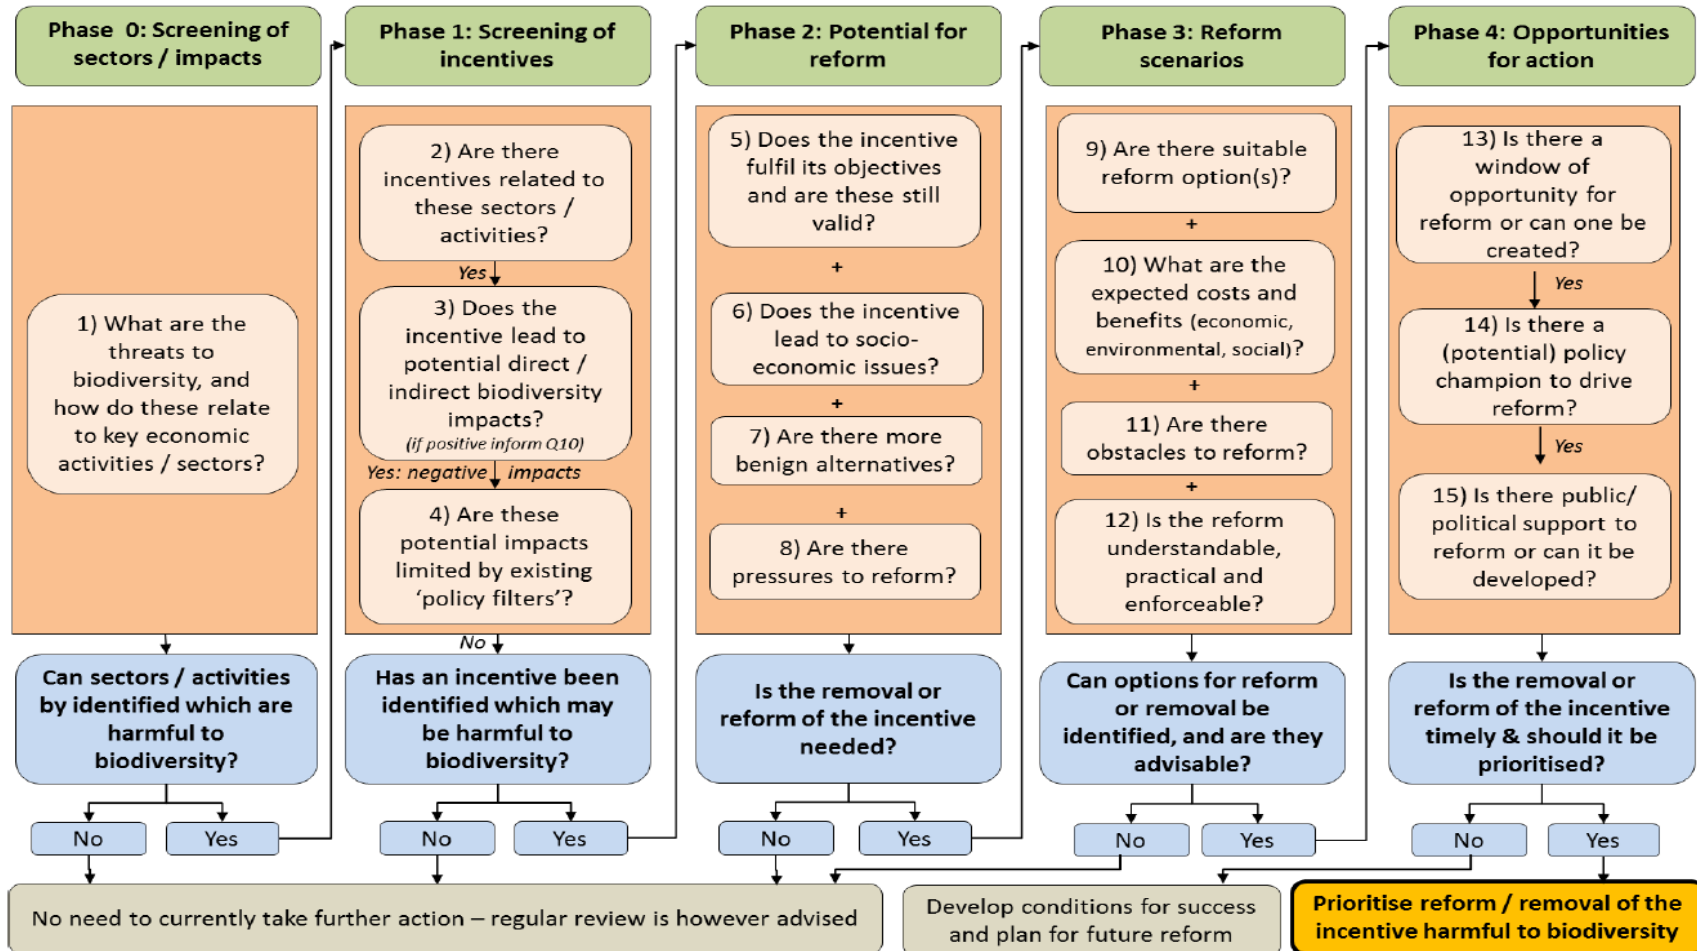 Phase 0: Screening of
sectors / impacts
1) What are the
threats to
biodiversity, and
how do these relate
to key economic
activities / sectors?
Can sectors / activities
by identified which are
harmful to
biodiversity?
No
Yes
Phase 1: Screening of
incentives
2) Are there
incentives related to
these sectors /
activities?
Yes
3) Does the
incentive lead to
potential direct /
indirect biodiversity
impacts?
(if positive inform Q10)
Yes: negative impacts
4) Are these
potential impacts
limited by existing
‘policy filters’?
No
Has an incentive been
identified which may
be harmful to
biodiversity?
No
Yes
Phase 2: Potential for
reform
5) Does the incentive
fulfil its objectives
and are these still
valid?
+
6) Does the incentive
lead to socio-
economic issues?
+
7) Are there more
benign alternatives?
+
8) Are there
pressures to reform?
Is the removal or
reform of the incentive
needed?
No
Yes
Phase 3: Reform
scenarios
9) Are there suitable
reform option(s)?
+
10) What are the
expected costs and
benefits (economic,
environmental, social)?
+
11) Are there
obstacles to reform?
+
12) Is the reform
understandable,
practical and
enforceable?
Can options for reform
or removal be
identified, and are they
advisable?
No
Yes
Phase 4: Opportunities
for action
13) Is there a
window of
opportunity for
reform or can one be
created?
Yes
14) Is there a
(potential) policy
champion to drive
reform?
Yes
15) Is there public/
political support to
reform or can it be
developed?
Is the removal or
reform of the incentive
timely & should it be
prioritised?
No
Yes
No need to currently take further action – regular review is however advised
Develop conditions for success
and plan for future reform
Prioritise reform / removal of the
incentive harmful to biodiversity